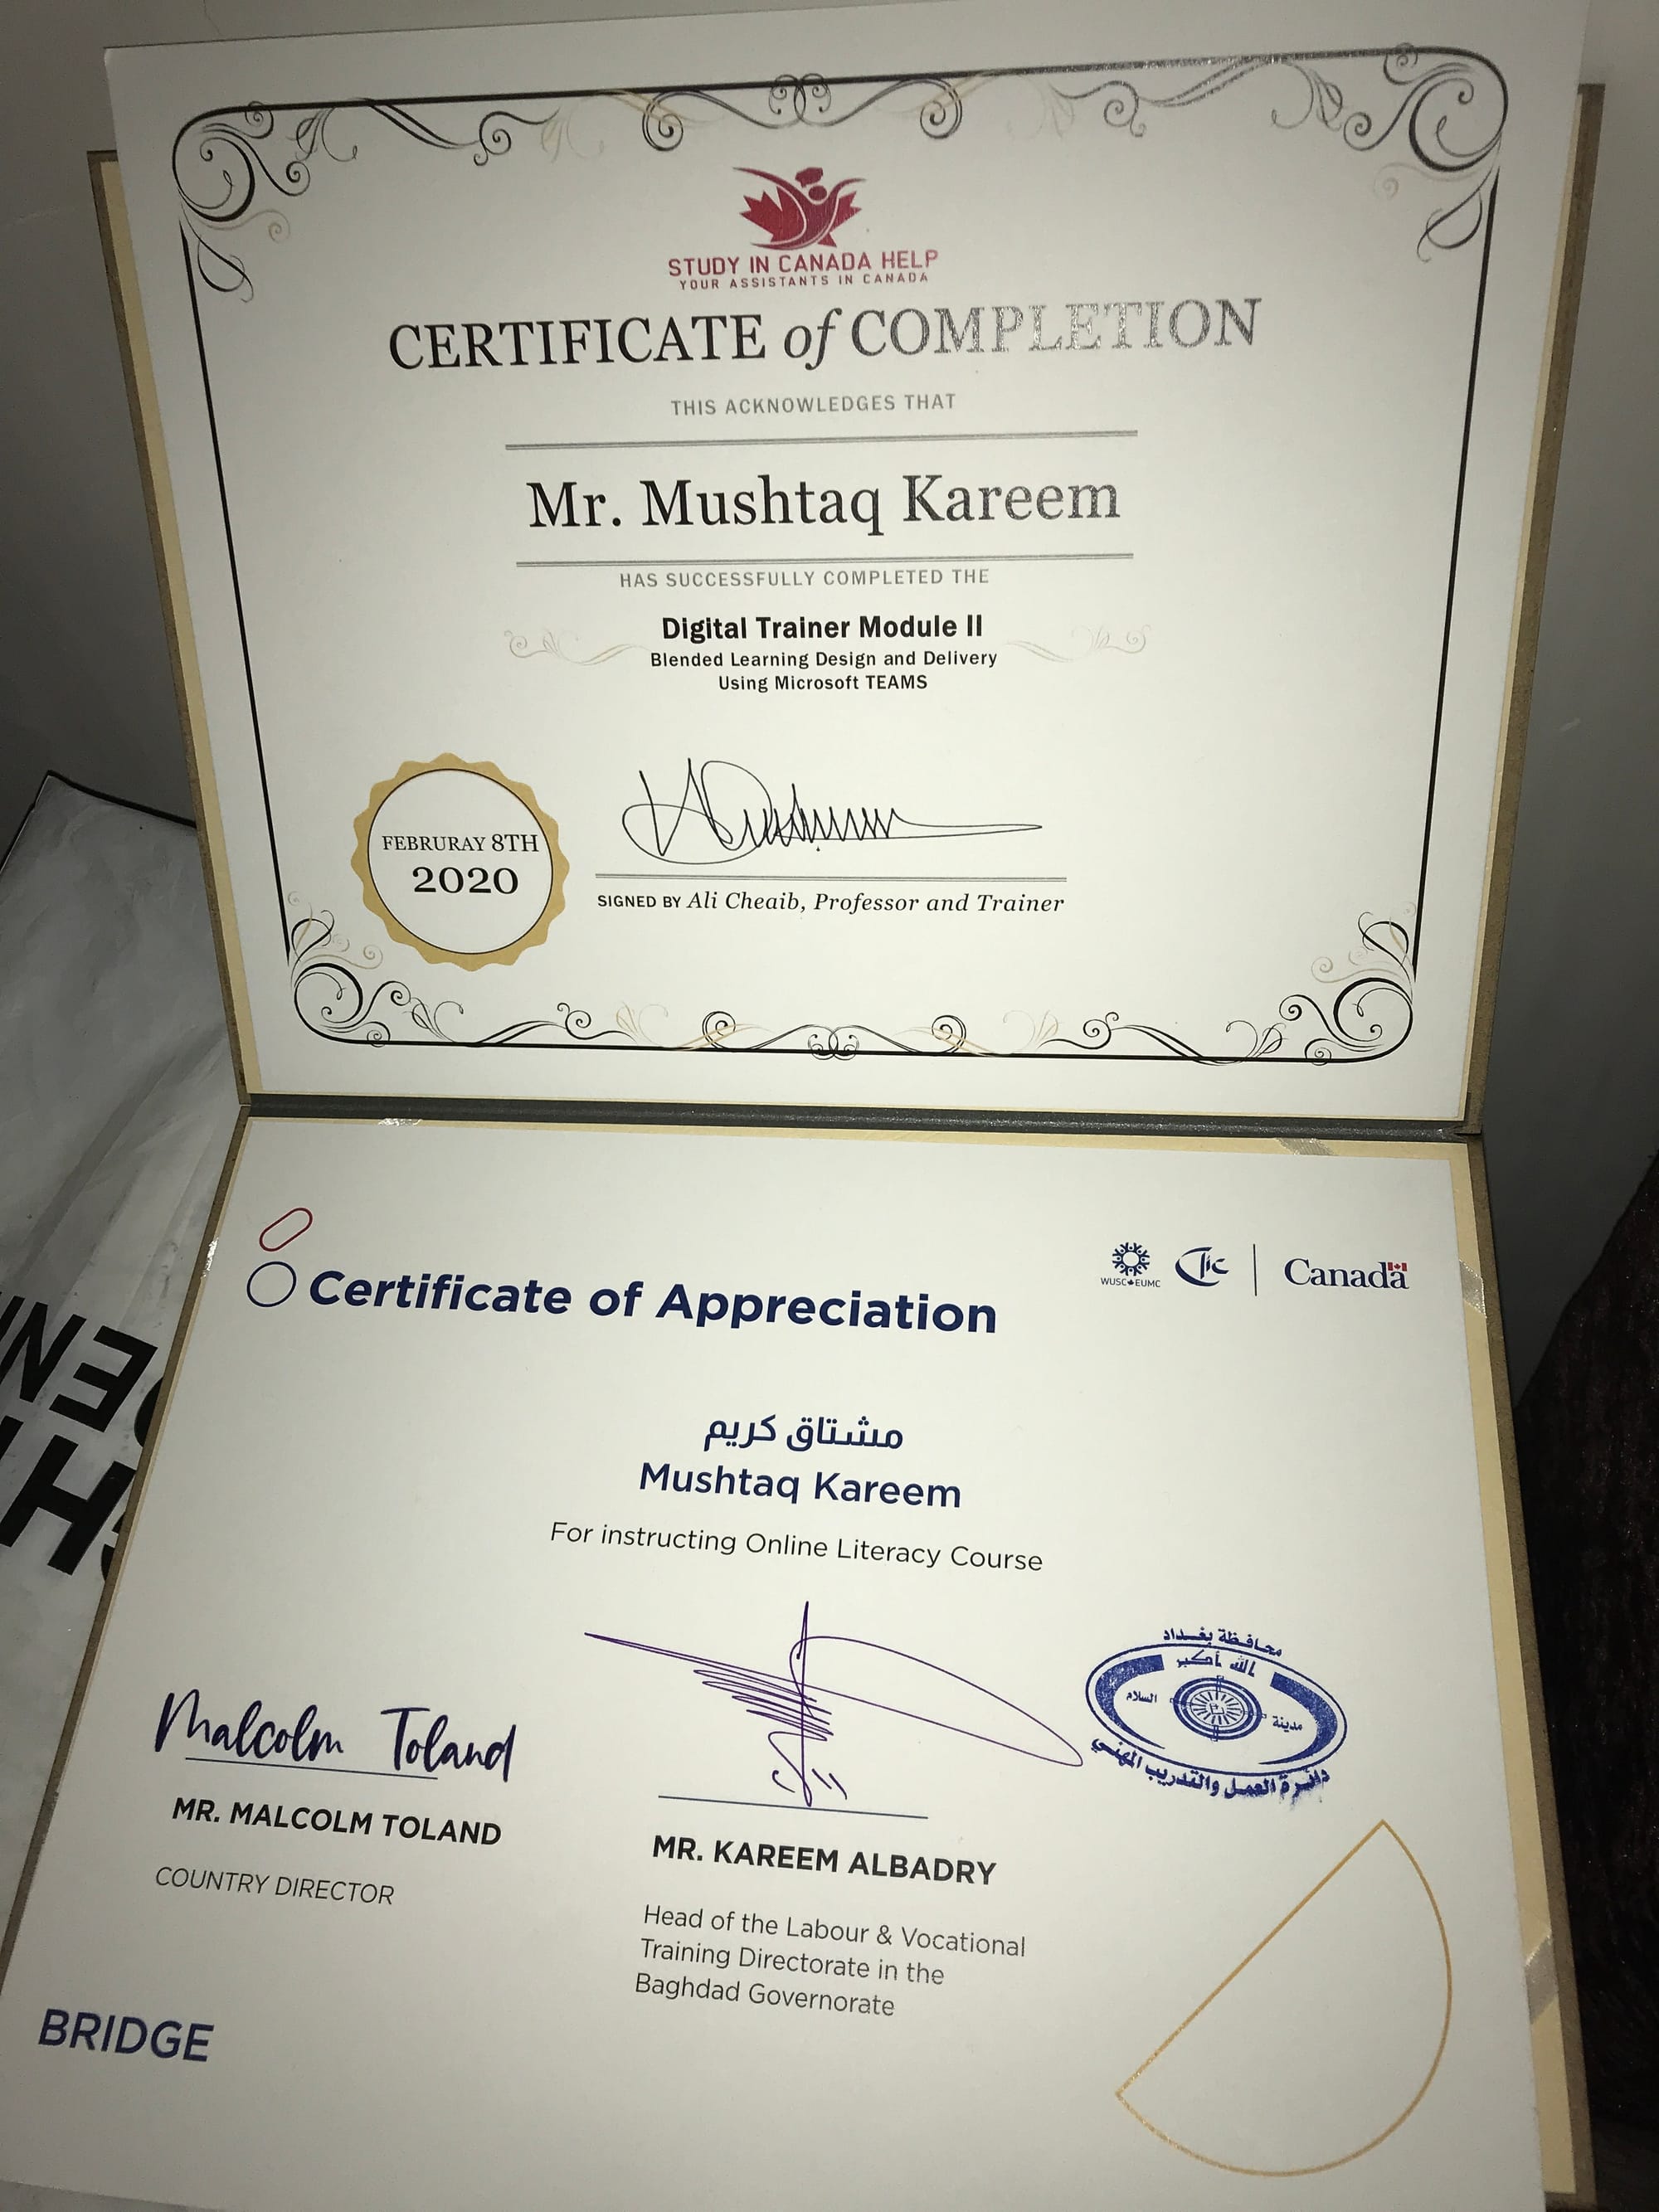 STUDY IN CANADA HELP
YOUR ASSISTANTS IN CANADA
CERTIFICATE of COMPLETION
THIS ACKNOWLEDGES THAT
Mr. Mushtaq Kareem
HAS SUCCESSFULLY COMPLETED THE
Digital Trainer Module II
Blended Learning Design and Delivery
Using Microsoft TEAMS
FEBRURAY 8TH
2020
SIGNED BY Ali Cheaib, Professor and Trainer
Certificate of Appreciation
WUSC EUMC
Canada
مشتاق كريم
Mushtaq Kareem
For instructing Online Literacy Course
محافظة بغداد
الله أكبر
مدينة السلام
دائرة العمل والتدريب المهني
Malcolm Toland
MR. MALCOLM TOLAND
COUNTRY DIRECTOR
MR. KAREEM ALBADRY
Head of the Labour & Vocational
Training Directorate in the
Baghdad Governorate
BRIDGE